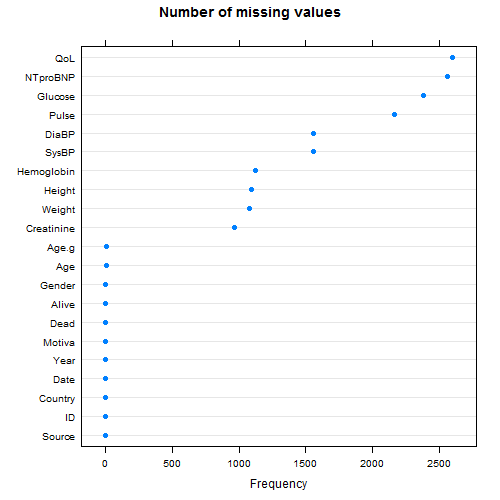 Number of missing values
QoL
NTproBNP
Glucose
Pulse
DiaBP
SysBP
Hemoglobin
Height
Weight
Creatinine
Age.g
Age
Gender
Alive
Dead
Motiva
Year
Date
Country
ID
Source
0 500 1000 1500 2000 2500
Frequency